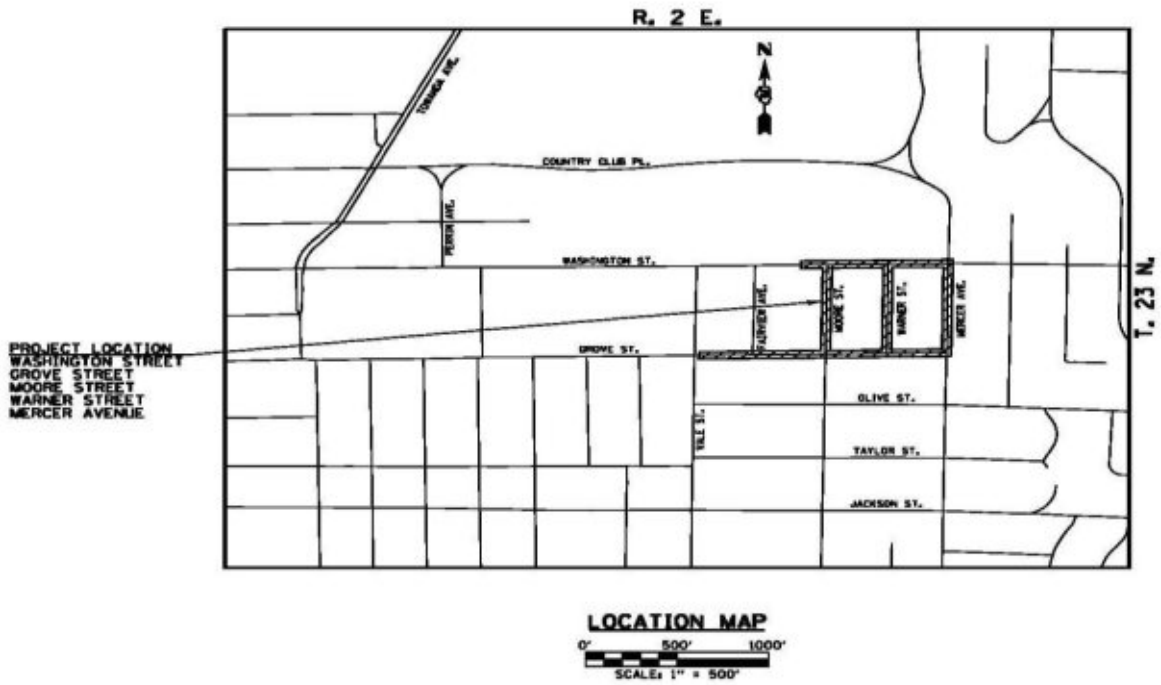 R. 2 E.
N
TOWANDA AVE.
COUNTRY CLUB PL.
PERRIN AVE.
WASHINGTON ST.
FAIRVIEW AVE.
MOORE ST.
WARNER ST.
MERCER AVE.
T. 23 N.
GROVE ST.
PROJECT LOCATION
WASHINGTON STREET
GROVE STREET
MOORE STREET
WARNER STREET
MERCER AVENUE
OLIVE ST.
VALE ST.
TAYLOR ST.
JACKSON ST.
LOCATION MAP
0' 500' 1000'
SCALE: 1" = 500'